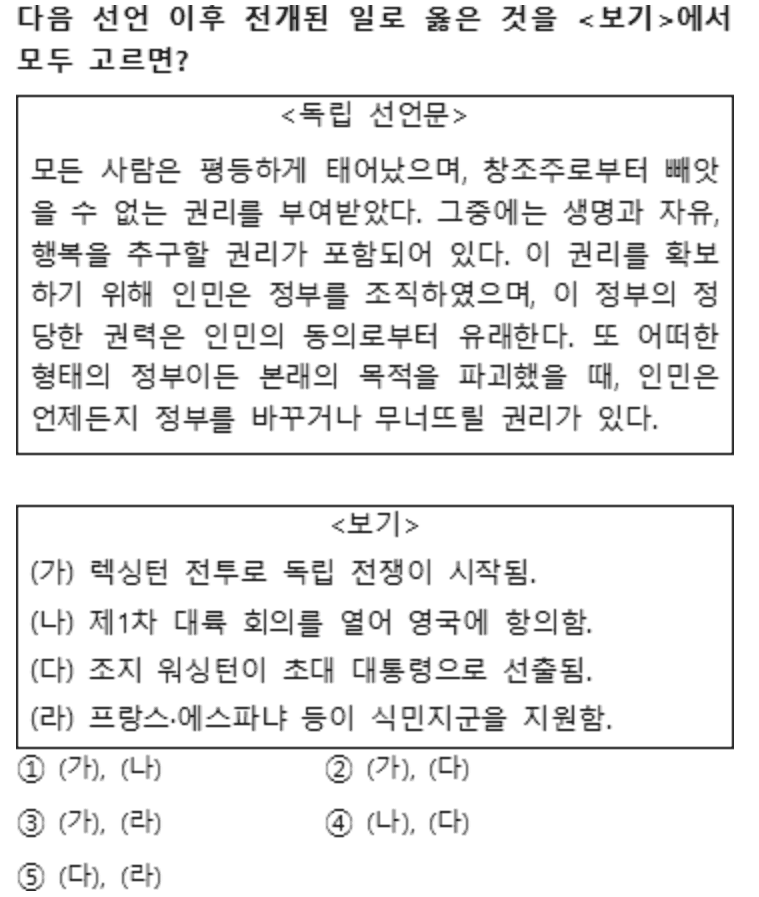 다음 선언 이후 전개된 일로 옳은 것을 <보기>에서
모두 고르면?
<독립 선언문>
모든 사람은 평등하게 태어났으며, 창조주로부터 빼앗
을 수 없는 권리를 부여받았다. 그중에는 생명과 자유,
행복을 추구할 권리가 포함되어 있다. 이 권리를 확보
하기 위해 인민은 정부를 조직하였으며, 이 정부의 정
당한 권력은 인민의 동의로부터 유래한다. 또 어떠한
형태의 정부이든 본래의 목적을 파괴했을 때, 인민은
언제든지 정부를 바꾸거나 무너뜨릴 권리가 있다.
<보기>
(가) 렉싱턴 전투로 독립 전쟁이 시작됨.
(나) 제1차 대륙 회의를 열어 영국에 항의함.
(다) 조지 워싱턴이 초대 대통령으로 선출됨.
(라) 프랑스·에스파냐 등이 식민지군을 지원함.
① (가), (나) ② (가), (다)
③ (가), (라) ④ (나), (다)
⑤ (다), (라)